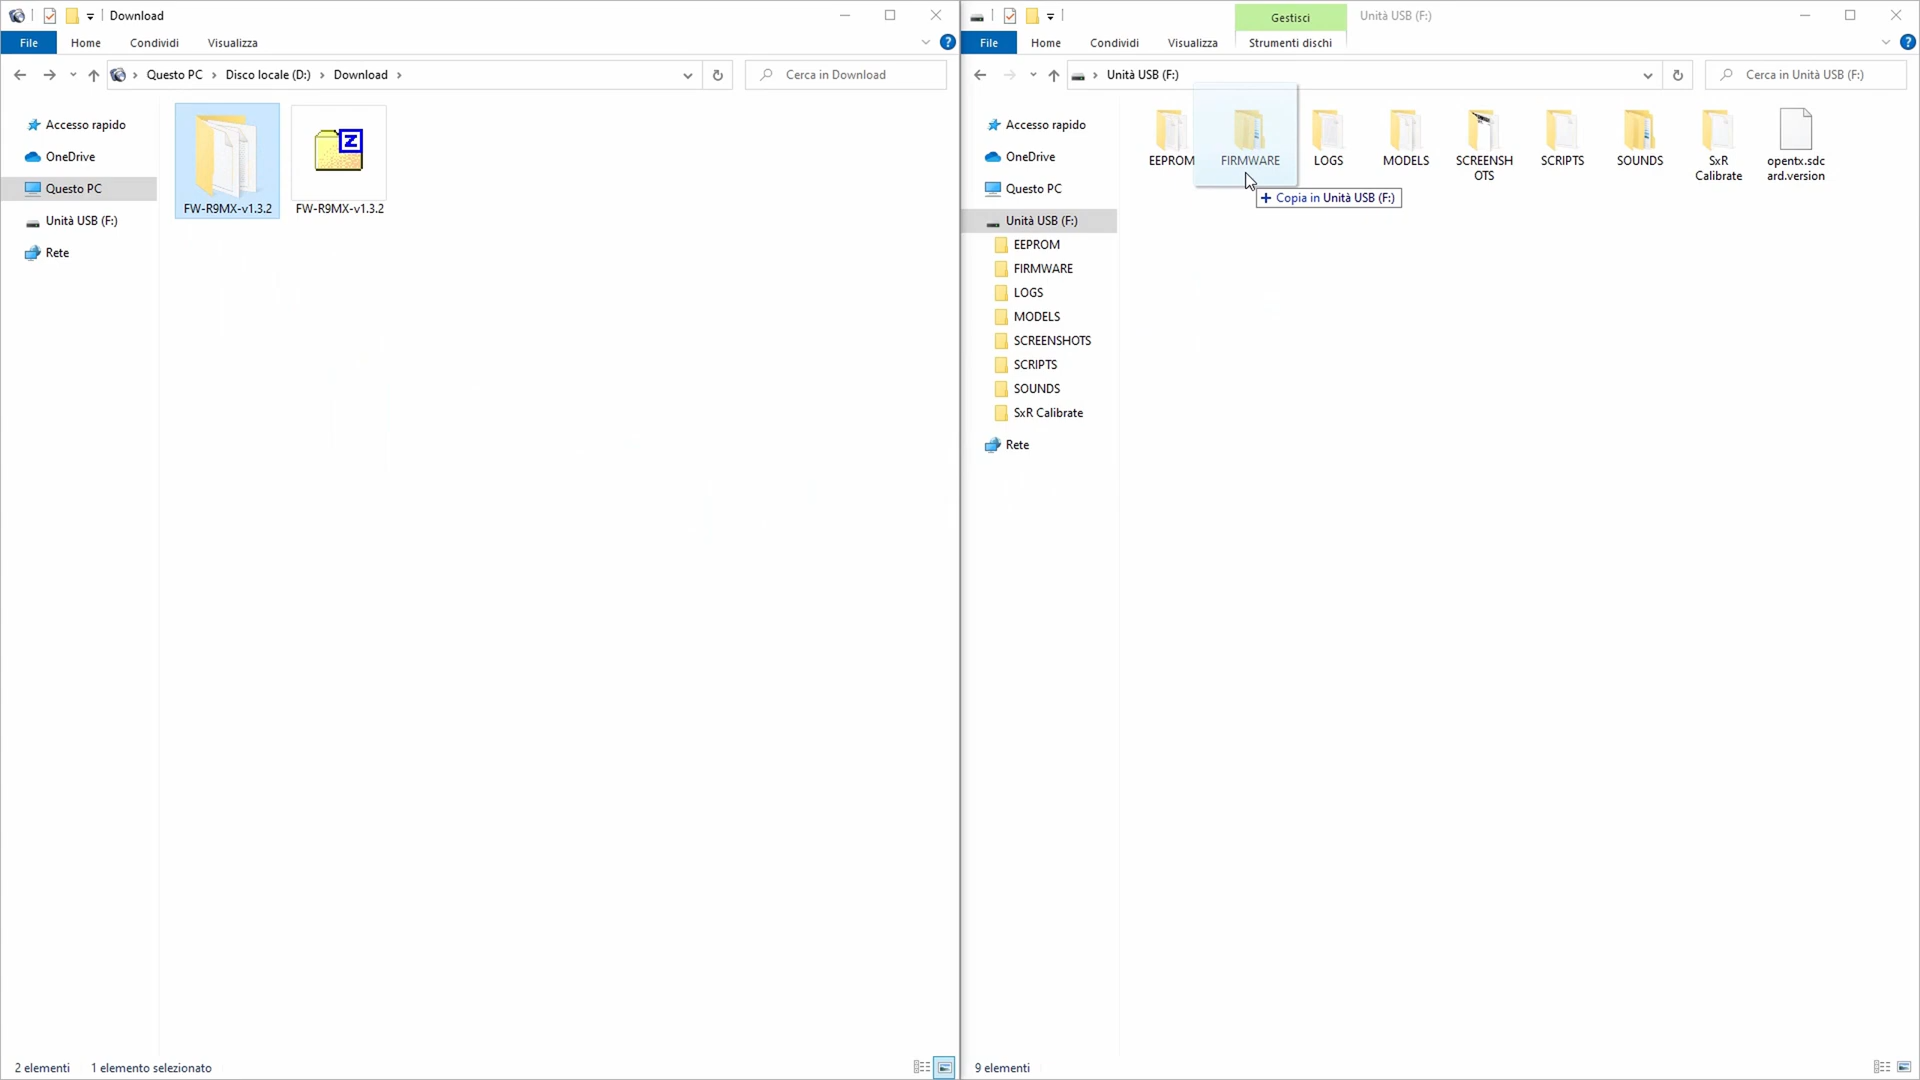 Download
File
Home
Condividi
Visualizza
Questo PC
Disco locale (D:)
Download
Cerca in Download
Accesso rapido
OneDrive
Questo PC
Unità USB (F:)
Rete
FW-R9MX-v1.3.2
FW-R9MX-v1.3.2
2 elementi
1 elemento selezionato
Gestisci
Unità USB (F:)
File
Home
Condividi
Visualizza
Strumenti dischi
Unità USB (F:)
Cerca in Unità USB (F:)
Accesso rapido
OneDrive
Questo PC
Unità USB (F:)
EEPROM
FIRMWARE
LOGS
MODELS
SCREENSHOTS
SCRIPTS
SOUNDS
SxR Calibrate
Rete
EEPROM
FIRMWARE
LOGS
MODELS
SCREENSH
OTS
SCRIPTS
SOUNDS
SxR
Calibrate
opentx.sdc
ard.version
Copia in Unità USB (F:)
9 elementi